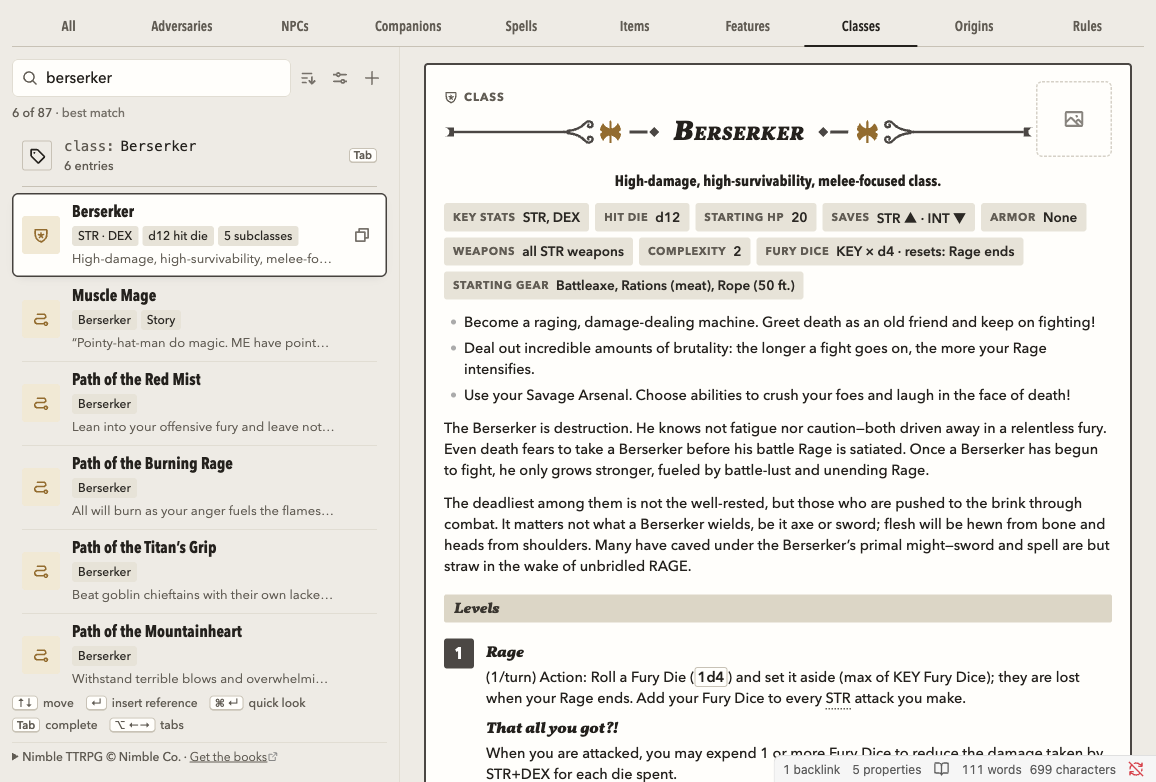 All Adversaries NPCs Companions Spells Items Features Classes Origins Rules
berserker
6 of 87 · best match
class: Berserker
6 entries
Tab
Berserker
STR · DEX d12 hit die 5 subclasses
High-damage, high-survivability, melee-fo…
Muscle Mage
Berserker Story
“Pointy-hat-man do magic. ME have point…
Path of the Red Mist
Berserker
Lean into your offensive fury and leave not…
Path of the Burning Rage
Berserker
All will burn as your anger fuels the flames…
Path of the Titan’s Grip
Berserker
Beat goblin chieftains with their own lacke…
Path of the Mountainheart
Berserker
Withstand terrible blows and overwhelmi…
↑↓ move ↵ insert reference ⌘ ↵ quick look
Tab complete ⌥ ←→ tabs
Nimble TTRPG © Nimble Co. · Get the books
CLASS
BERSERKER
High-damage, high-survivability, melee-focused class.
KEY STATS STR, DEX HIT DIE d12 STARTING HP 20 SAVES STR ▲ · INT ▼ ARMOR None
WEAPONS all STR weapons COMPLEXITY 2 FURY DICE KEY × d4 · resets: Rage ends
STARTING GEAR Battleaxe, Rations (meat), Rope (50 ft.)
• Become a raging, damage-dealing machine. Greet death as an old friend and keep on fighting!
• Deal out incredible amounts of brutality: the longer a fight goes on, the more your Rage
intensifies.
• Use your Savage Arsenal. Choose abilities to crush your foes and laugh in the face of death!
The Berserker is destruction. He knows not fatigue nor caution—both driven away in a relentless fury.
Even death fears to take a Berserker before his battle Rage is satiated. Once a Berserker has begun
to fight, he only grows stronger, fueled by battle-lust and unending Rage.
The deadliest among them is not the well-rested, but those who are pushed to the brink through
combat. It matters not what a Berserker wields, be it axe or sword; flesh will be hewn from bone and
heads from shoulders. Many have caved under the Berserker’s primal might—sword and spell are but
straw in the wake of unbridled RAGE.
Levels
1
Rage
(1/turn) Action: Roll a Fury Die (1d4) and set it aside (max of KEY Fury Dice); they are lost
when your Rage ends. Add your Fury Dice to every STR attack you make.
That all you got?!
When you are attacked, you may expend 1 or more Fury Dice to reduce the damage taken by
STR+DEX for each die spent.
1 backlink 5 properties 111 words 699 characters